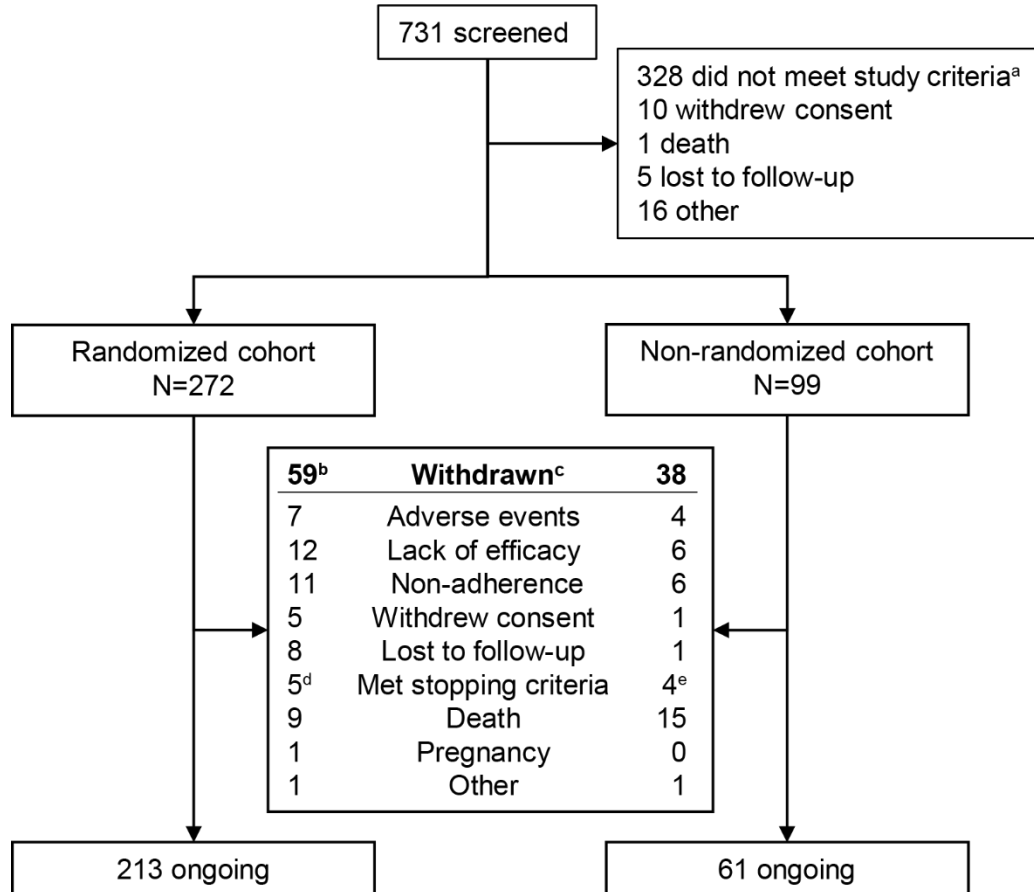 731 screened
328 did not meet study criteriaᵃ
10 withdrew consent
1 death
5 lost to follow-up
16 other
Randomized cohort
N=272
Non-randomized cohort
N=99
59ᵇ Withdrawnᶜ 38
7 Adverse events 4
12 Lack of efficacy 6
11 Non-adherence 6
5 Withdrew consent 1
8 Lost to follow-up 1
5ᵈ Met stopping criteria 4ᵉ
9 Death 15
1 Pregnancy 0
1 Other 1
213 ongoing
61 ongoing